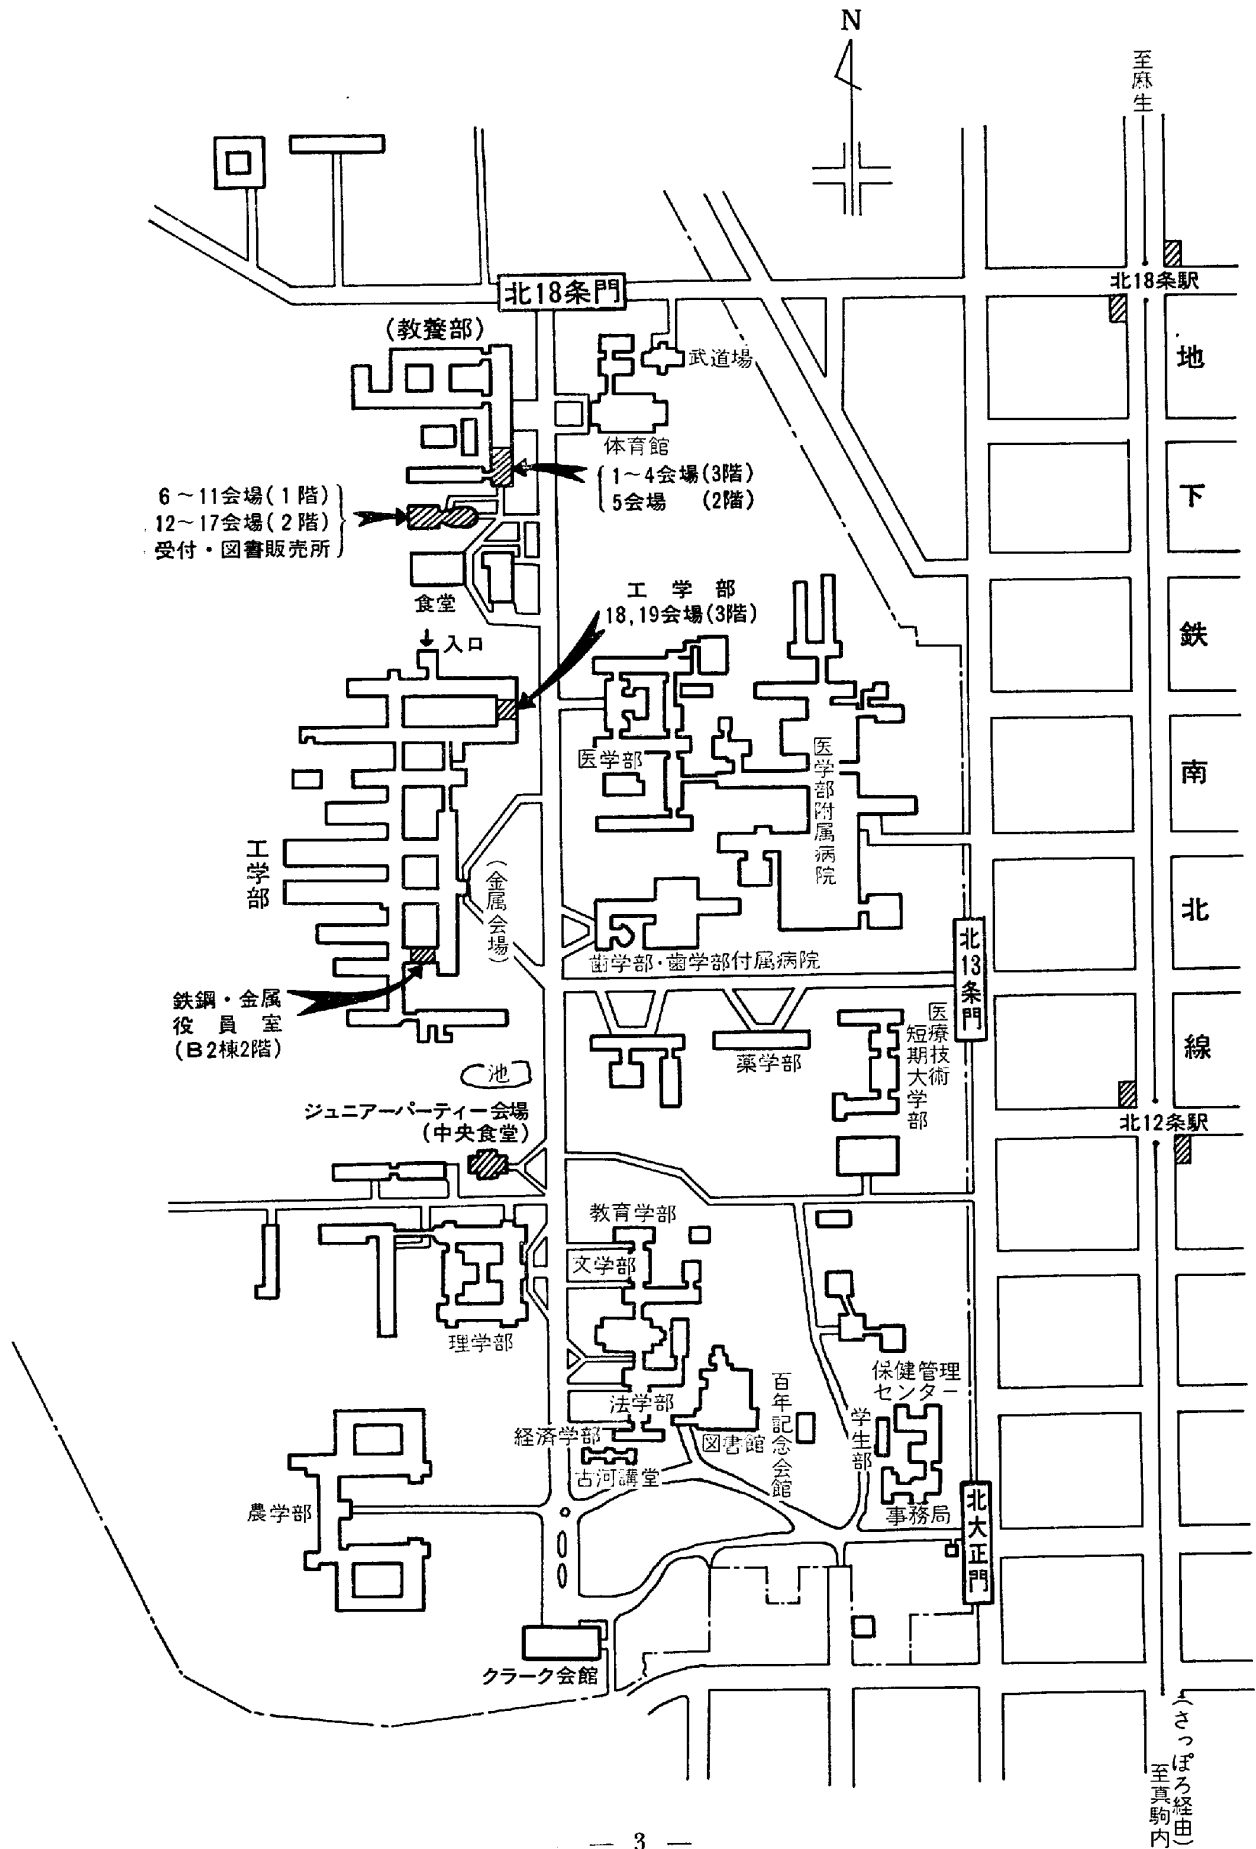 N
至麻生
北18条門
北18条駅
(教養部)
武道場
体育館
地下鉄南北線
1～4会場(3階)
5会場 (2階)
6～11会場(1階)
12～17会場(2階)
受付・図書販売所
食堂
工学部
18,19会場(3階)
入口
医学部
医学部附属病院
工学部
(金属会場)
歯学部・歯学部付属病院
北13条門
鉄鋼・金属
役員室
(B2棟2階)
薬学部
医療技術
短期大学部
池
ジュニアーパーティー会場
(中央食堂)
北12条駅
教育学部
文学部
理学部
保健管理
センター
法学部
百年記念会館
学生部
経済学部
図書館
古河講堂
農学部
事務局
北大正門
クラーク会館
(さっぽろ経由)
至真駒内
— 3 —